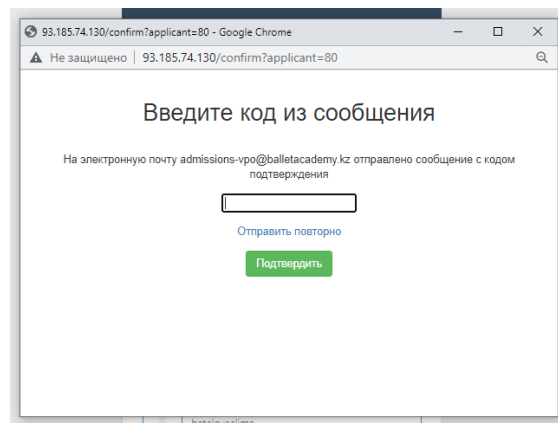 93.185.74.130/confirm?applicant=80 - Google Chrome
Не защищено | 93.185.74.130/confirm?applicant=80
Введите код из сообщения
На электронную почту admissions-vpo@balletacademy.kz отправлено сообщение с кодом
подтверждения
Отправить повторно
Подтвердить